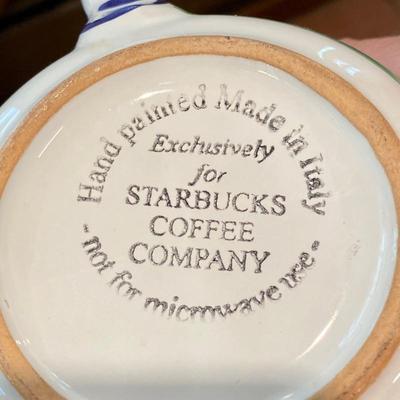 Hand painted Made in Italy
Exclusively
for
STARBUCKS
COFFEE
COMPANY
- not for microwave use -